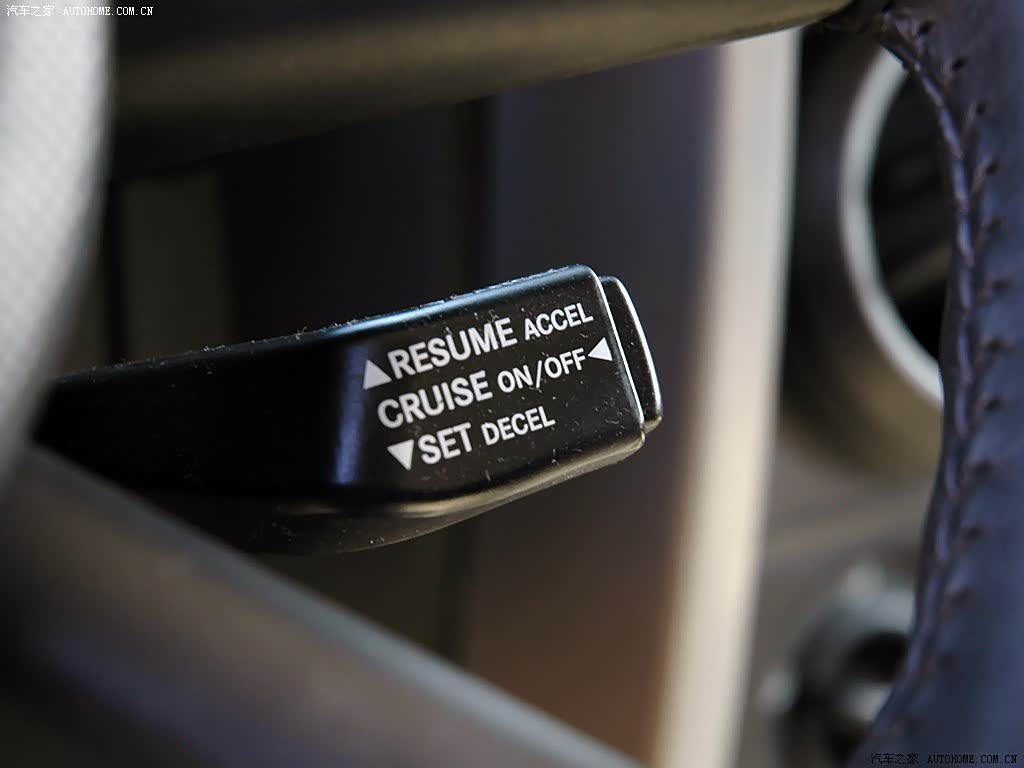 汽车之家 AUTOHOME.COM.CN
▲RESUME ACCEL
CRUISE ON/OFF◀
▼SET DECEL
汽车之家 AUTOHOME.COM.CN